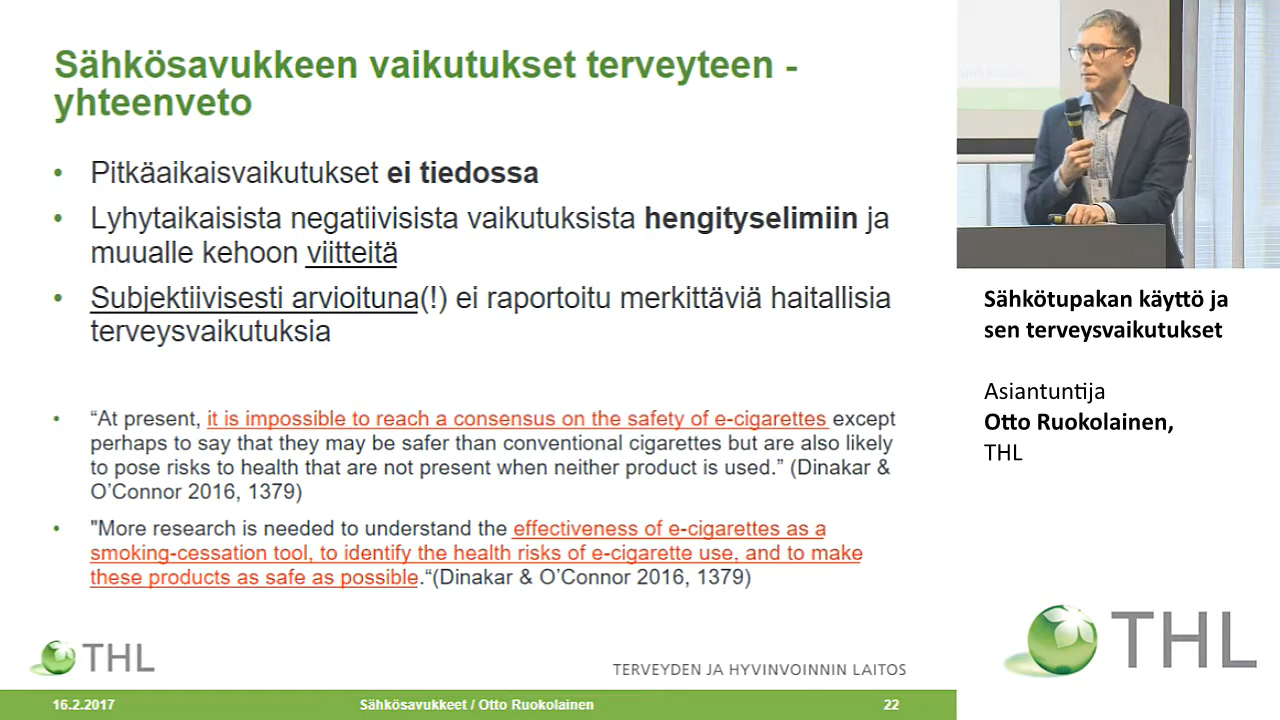 Sähkösavukkeen vaikutukset terveyteen -
yhteenveto
• Pitkäaikaisvaikutukset ei tiedossa
• Lyhytaikaisista negatiivisista vaikutuksista hengityselimiin ja
muualle kehoon viitteitä
• Subjektiivisesti arvioituna(!) ei raportoitu merkittäviä haitallisia
terveysvaikutuksia
• “At present, it is impossible to reach a consensus on the safety of e-cigarettes except
perhaps to say that they may be safer than conventional cigarettes but are also likely
to pose risks to health that are not present when neither product is used.” (Dinakar &
O’Connor 2016, 1379)
• "More research is needed to understand the effectiveness of e-cigarettes as a
smoking-cessation tool, to identify the health risks of e-cigarette use, and to make
these products as safe as possible.“(Dinakar & O’Connor 2016, 1379)
THL
TERVEYDEN JA HYVINVOINNIN LAITOS
16.2.2017
Sähkösavukkeet / Otto Ruokolainen
22
Sähkötupakan käyttö ja
sen terveysvaikutukset
Asiantuntija
Otto Ruokolainen,
THL
THL